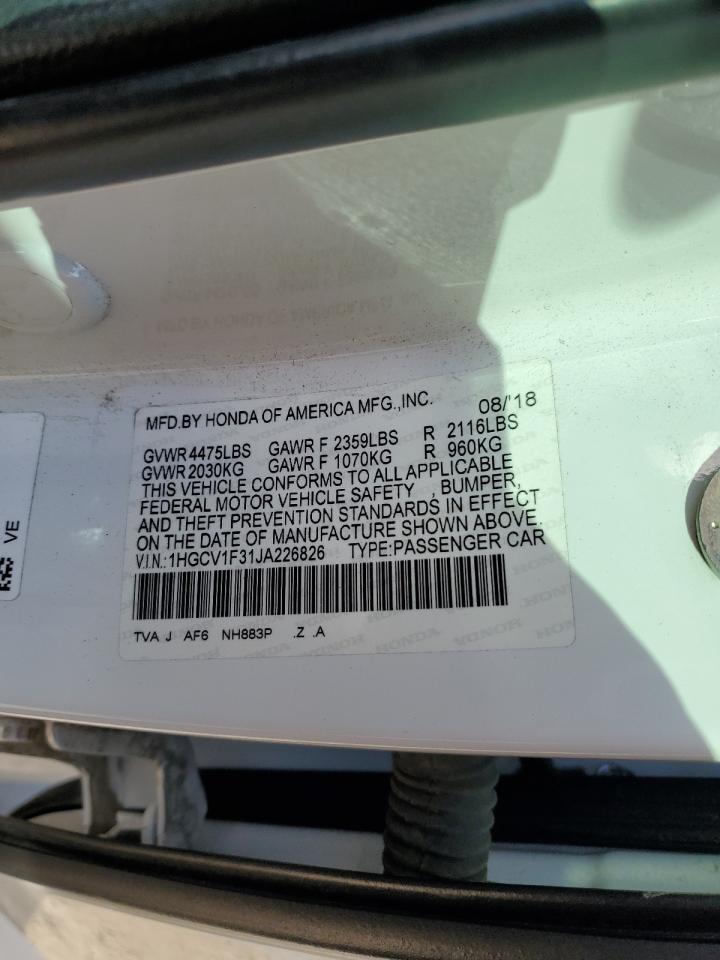 MFD.BY HONDA OF AMERICA MFG.,INC. 08/'18
GVWR 4475LBS GAWR F 2359LBS R 2116LBS
GVWR 2030KG GAWR F 1070KG R 960KG
THIS VEHICLE CONFORMS TO ALL APPLICABLE
FEDERAL MOTOR VEHICLE SAFETY , BUMPER,
AND THEFT PREVENTION STANDARDS IN EFFECT
ON THE DATE OF MANUFACTURE SHOWN ABOVE.
V.I.N.:1HGCV1F31JA226826 TYPE:PASSENGER CAR
TVA J AF6 NH883P .Z .A
VE